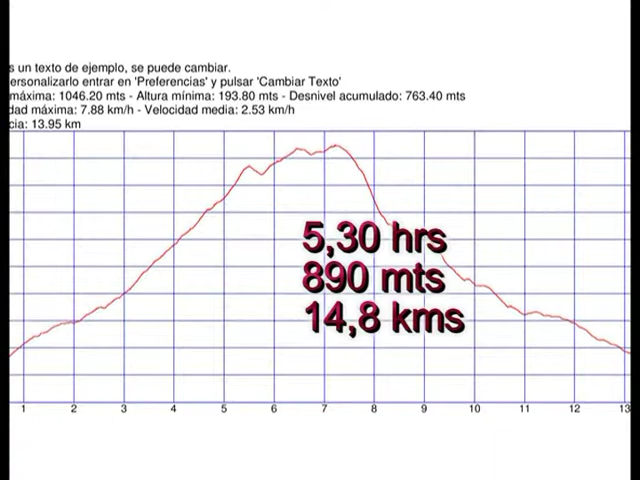 s un texto de ejemplo, se puede cambiar.
ersonalizarlo entrar en 'Preferencias' y pulsar 'Cambiar Texto'
máxima: 1046.20 mts - Altura mínima: 193.80 mts - Desnivel acumulado: 763.40 mts
dad máxima: 7.88 km/h - Velocidad media: 2.53 km/h
cia: 13.95 km
5,30 hrs
890 mts
14,8 kms
1 2 3 4 5 6 7 8 9 10 11 12 13